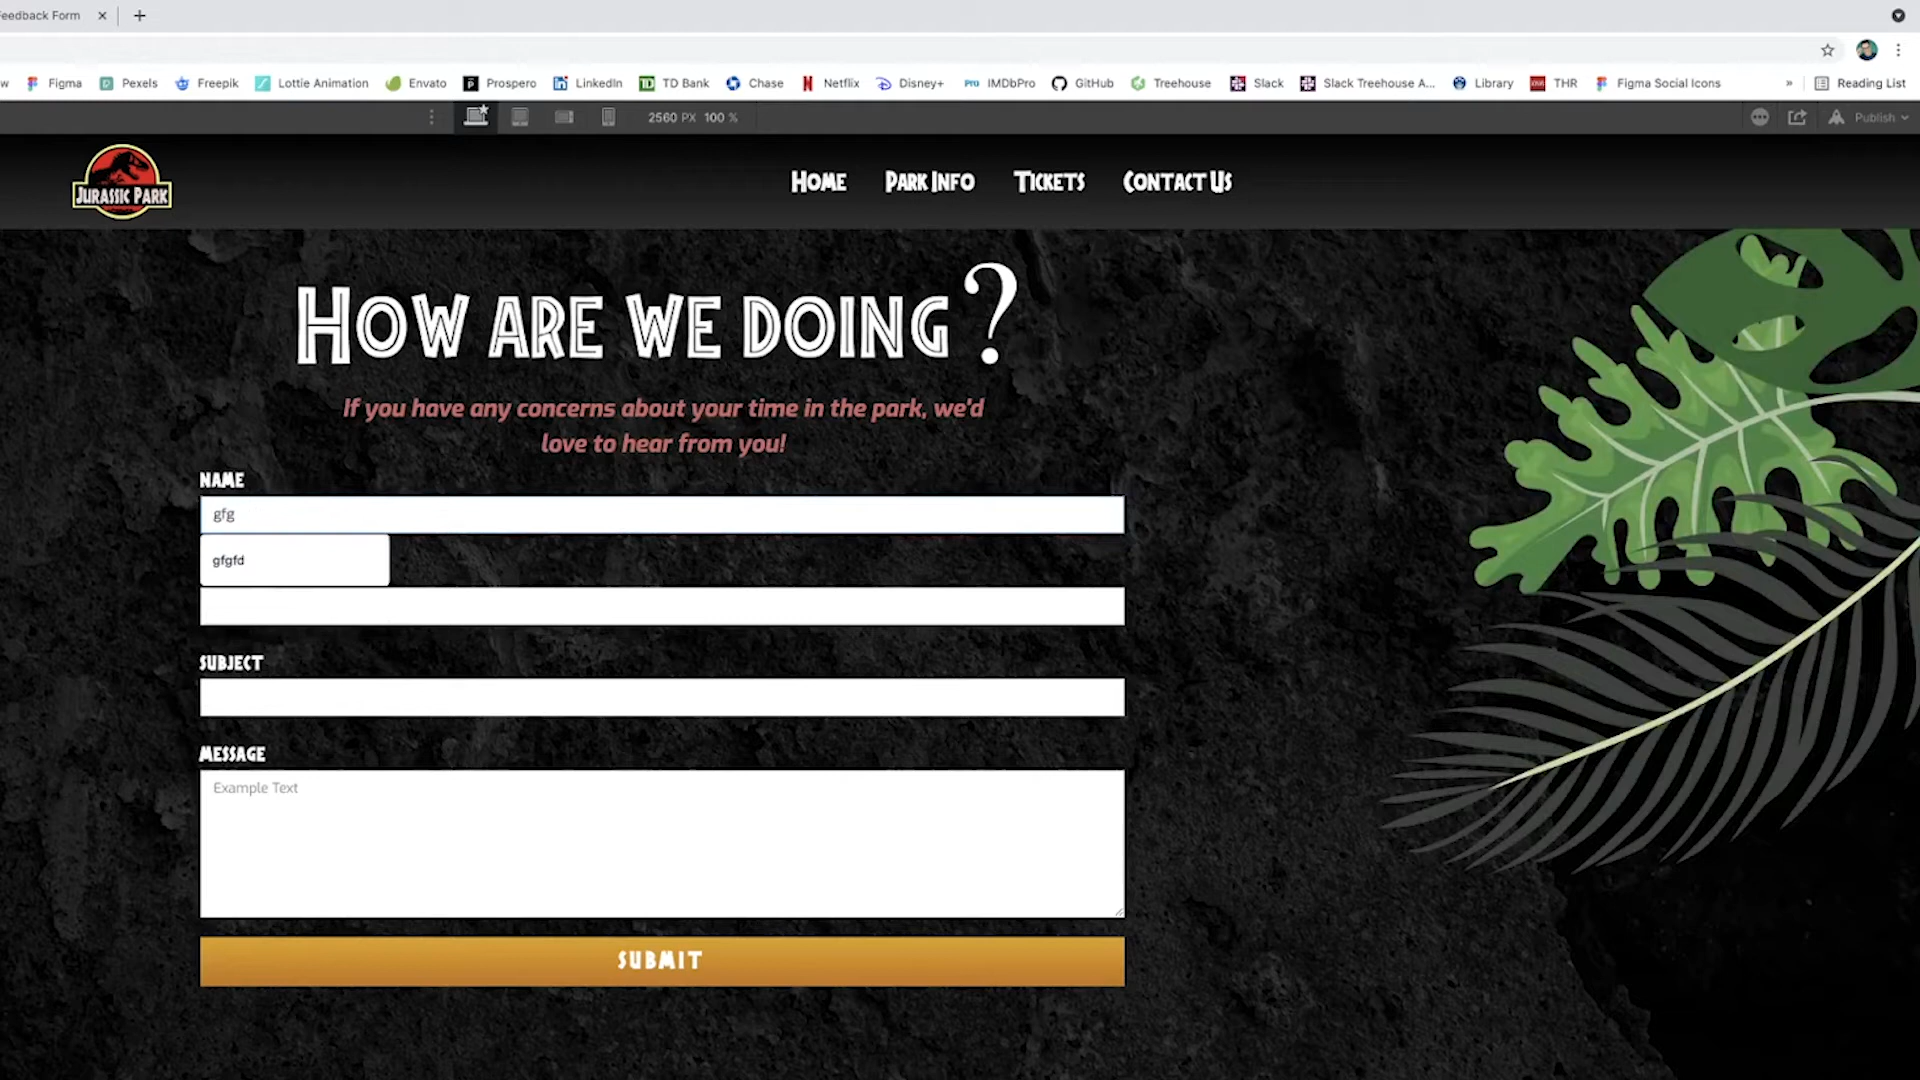 Feedback Form
w Figma Pexels Freepik Lottie Animation Envato Prospero LinkedIn TD Bank Chase Netflix Disney+ IMDbPro GitHub Treehouse Slack Slack Treehouse A... Library THR Figma Social Icons » Reading List
2560 PX 100 % Publish
JURASSIC PARK
HOME PARK INFO TICKETS CONTACT US
HOW ARE WE DOING?
If you have any concerns about your time in the park, we'd
love to hear from you!
NAME
gfg
gfgfd
SUBJECT
MESSAGE
Example Text
SUBMIT